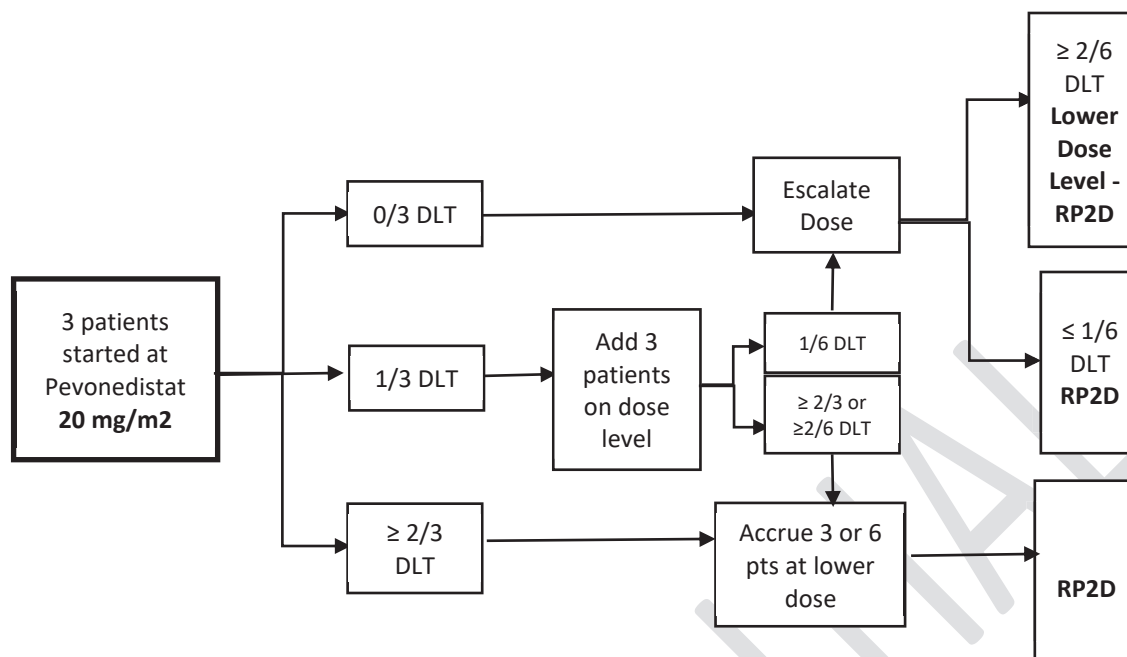 3 patients
started at
Pevonedistat
20 mg/m2
0/3 DLT
1/3 DLT
≥ 2/3
DLT
Add 3
patients
on dose
level
Escalate
Dose
1/6 DLT
≥ 2/3 or
≥2/6 DLT
Accrue 3 or 6
pts at lower
dose
≥ 2/6
DLT
Lower
Dose
Level -
RP2D
≤ 1/6
DLT
RP2D
RP2D